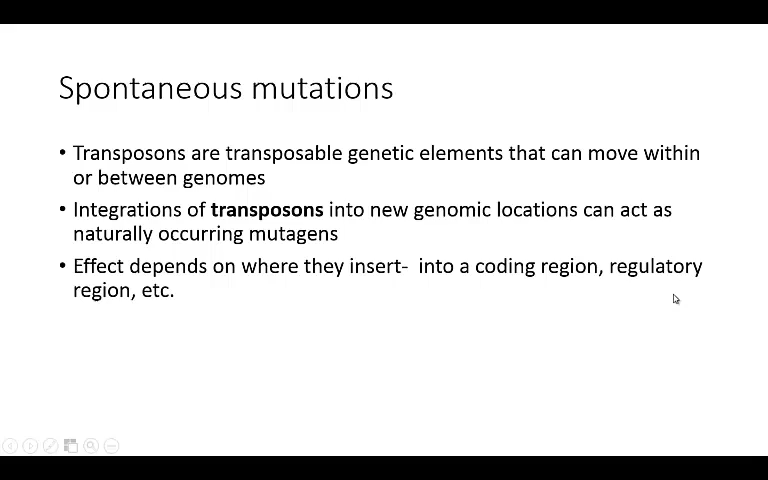 Spontaneous mutations
• Transposons are transposable genetic elements that can move within
or between genomes
• Integrations of transposons into new genomic locations can act as
naturally occurring mutagens
• Effect depends on where they insert-  into a coding region, regulatory
region, etc.